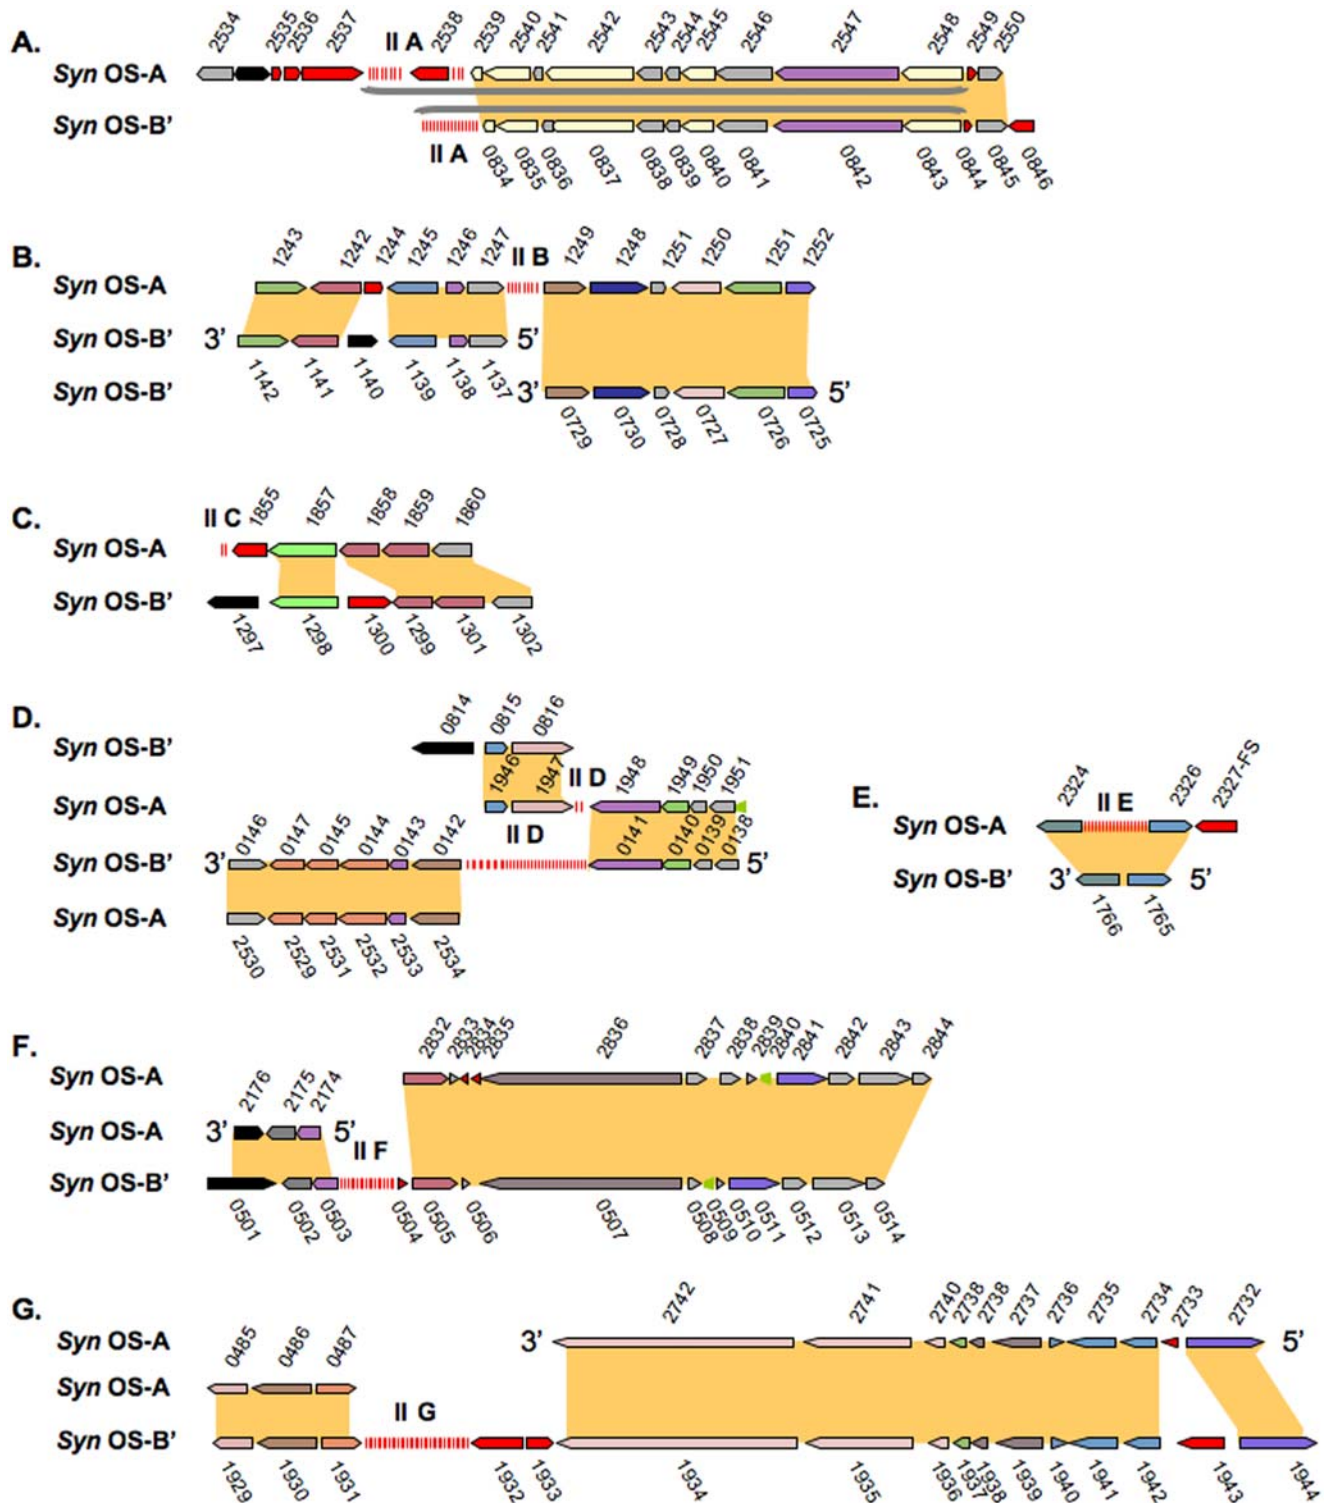 A.
2534 2535 2536 2537 II A 2538 2539 2540 2541 2542 2543 2544 2545 2546 2547 2548 2549 2550
Syn OS-A
Syn OS-B'
II A 0834 0835 0836 0837 0838 0839 0840 0841 0842 0843 0844 0845 0846
B.
1243 1242 1244 1245 1246 1247 II B 1249 1248 1251 1250 1251 1252
Syn OS-A
Syn OS-B' 3' 5'
1142 1141 1140 1139 1138 1137
Syn OS-B' 3' 5'
0729 0730 0728 0727 0726 0725
C.
II C 1855 1857 1858 1859 1860
Syn OS-A
Syn OS-B'
1297 1298 1300 1299 1301 1302
D.
0814 0815 0816
Syn OS-B'
1946 1947 II D 1948 1949 1950 1951
Syn OS-A
0146 0147 0145 0144 0143 0142 II D 0141 0140 0139 0138
Syn OS-B' 3' 5'
Syn OS-A
2530 2529 2531 2532 2533 2534
E.
2324 II E 2326 2327-FS
Syn OS-A
Syn OS-B' 3' 5'
1766 1765
F.
2832 2833 2834 2835 2836 2837 2838 2839 2840 2841 2842 2843 2844
Syn OS-A
2176 2175 2174
Syn OS-A 3' 5'
II F
Syn OS-B'
0501 0502 0503 0504 0505 0506 0507 0508 0509 0510 0511 0512 0513 0514
G.
2742 2741 2740 2738 2738 2737 2736 2735 2734 2733 2732
Syn OS-A 3' 5'
0485 0486 0487
Syn OS-A
II G
Syn OS-B'
1929 1930 1931 1932 1933 1934 1935 1936 1937 1938 1939 1940 1941 1942 1943 1944